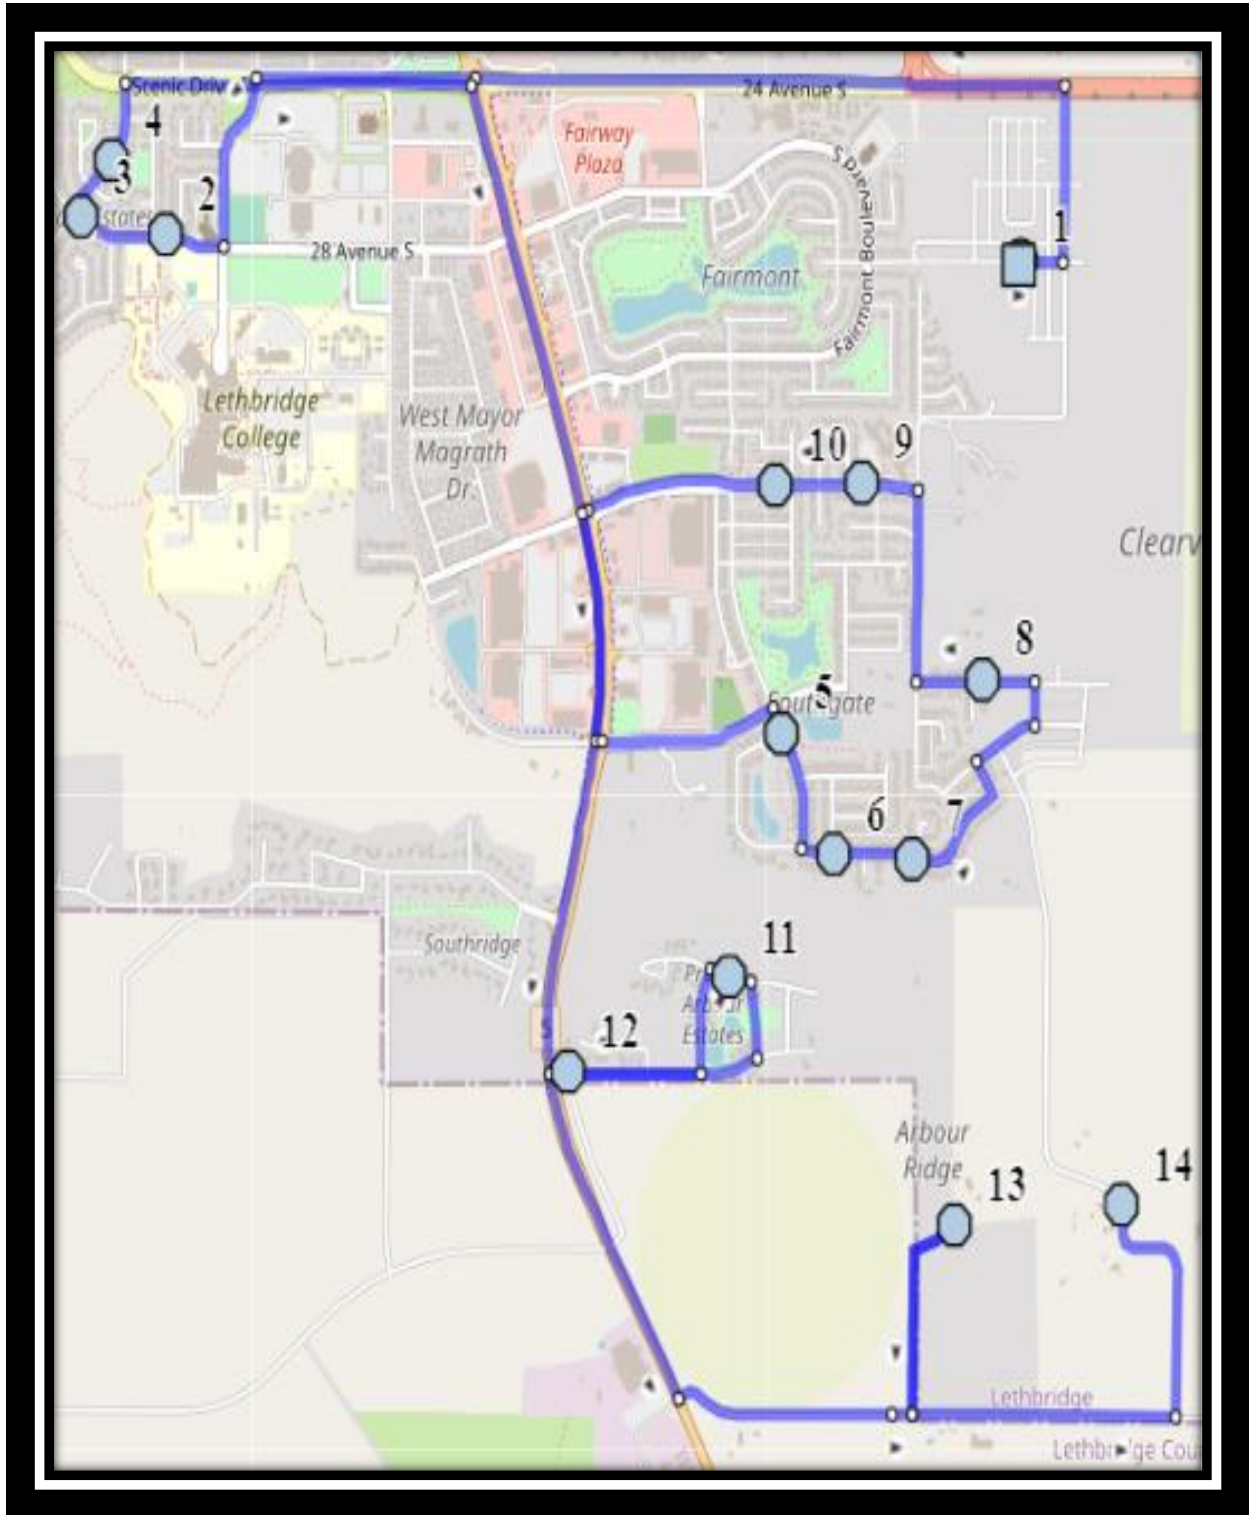 Scenic Driv
24 Avenue S
4
Fairway
Plaza
3
2
states
28 Avenue S
1
Fairmont
Fairmont Boulevard S
Lethbridge
College
West Mayor
Magrath
Dr.
10
9
Clearv
8
5
6
7
Southridge
11
Estates
12
Arbour
Ridge
13
14
Lethbridge